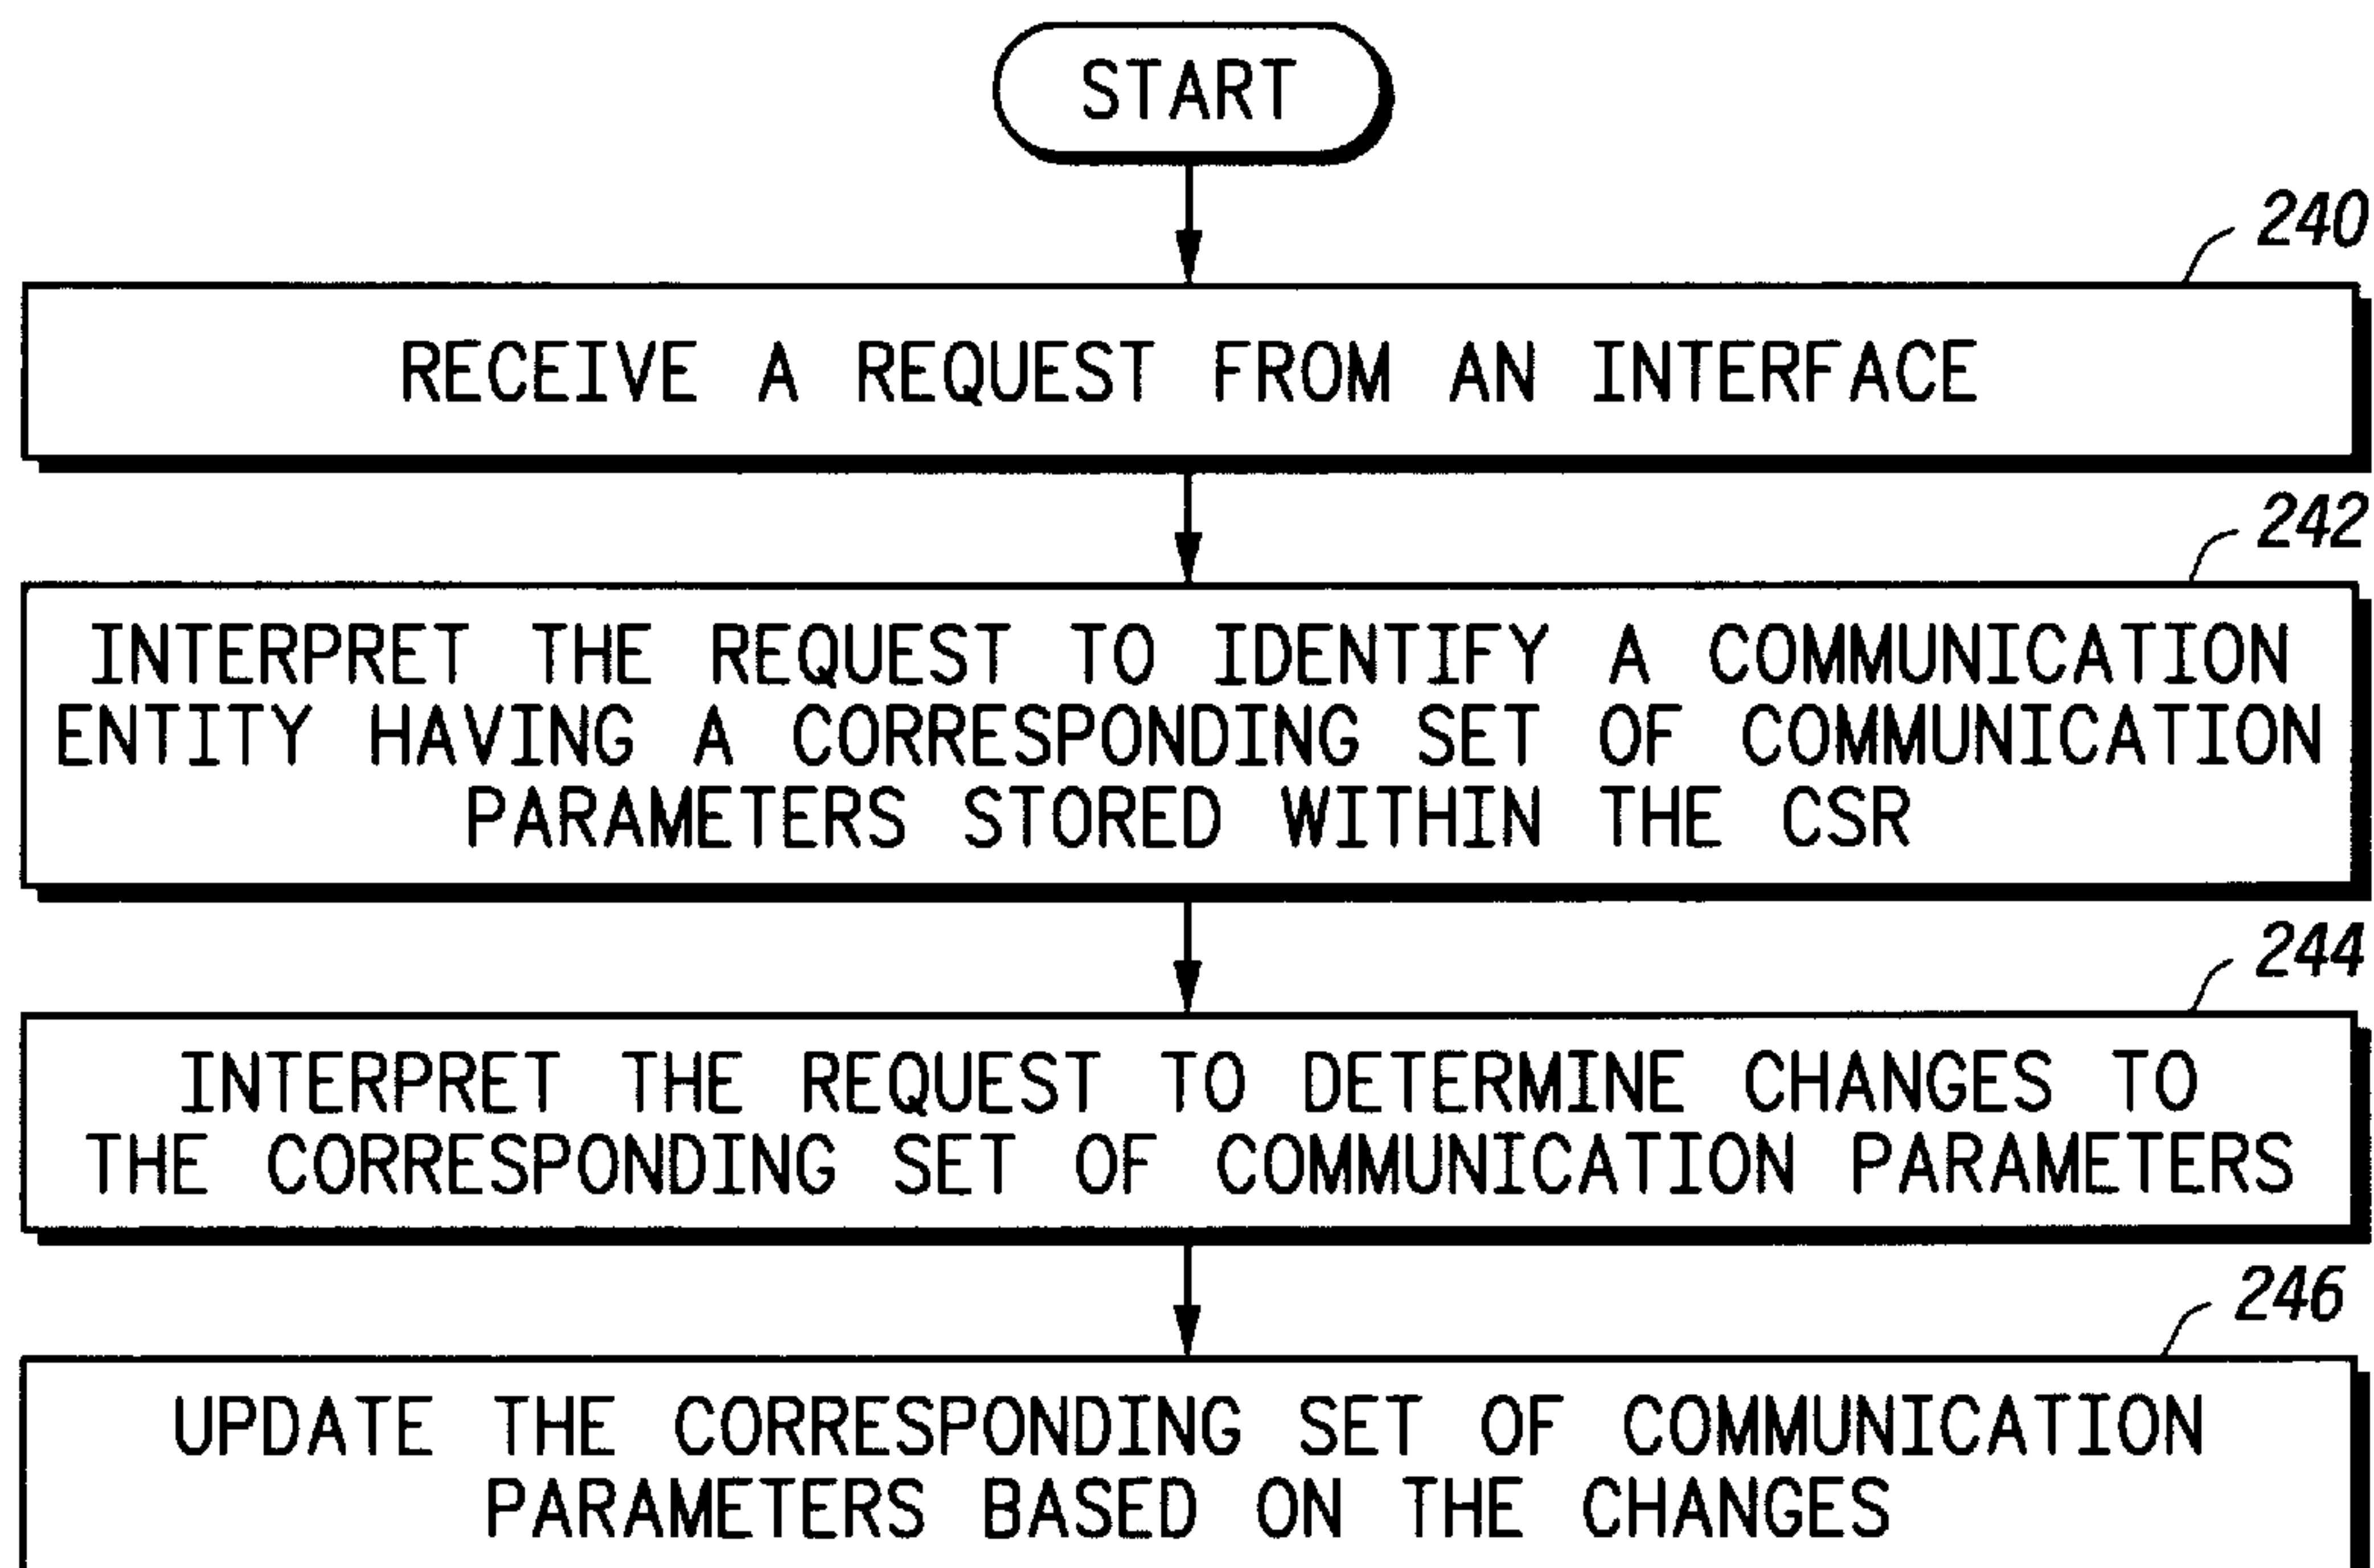 START
240
RECEIVE A REQUEST FROM AN INTERFACE
242
INTERPRET THE REQUEST TO IDENTIFY A COMMUNICATION
ENTITY HAVING A CORRESPONDING SET OF COMMUNICATION
PARAMETERS STORED WITHIN THE CSR
244
INTERPRET THE REQUEST TO DETERMINE CHANGES TO
THE CORRESPONDING SET OF COMMUNICATION PARAMETERS
246
UPDATE THE CORRESPONDING SET OF COMMUNICATION
PARAMETERS BASED ON THE CHANGES